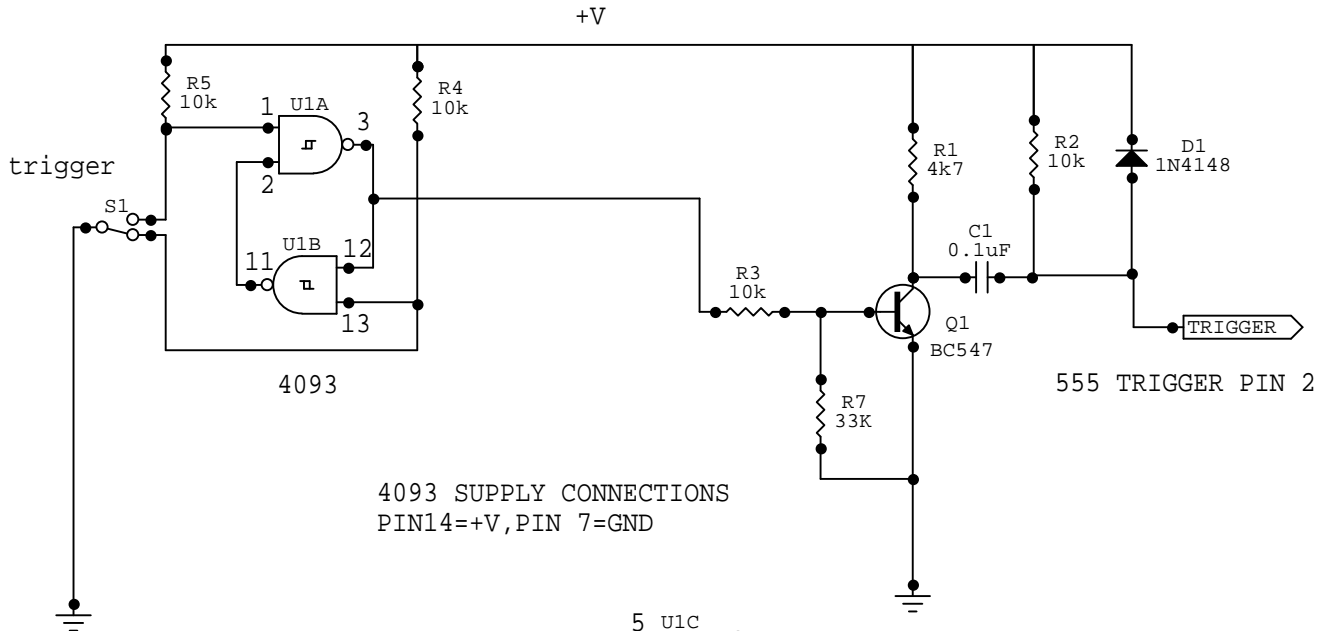 +V
R5
10k
R4
10k
1
U1A
3
2
trigger
S1
U1B
11
12
13
4093
R3
10k
R7
33K
R1
4k7
C1
0.1uF
Q1
BC547
R2
10k
D1
1N4148
TRIGGER
555 TRIGGER PIN 2
4093 SUPPLY CONNECTIONS
PIN14=+V,PIN 7=GND
5 U1C